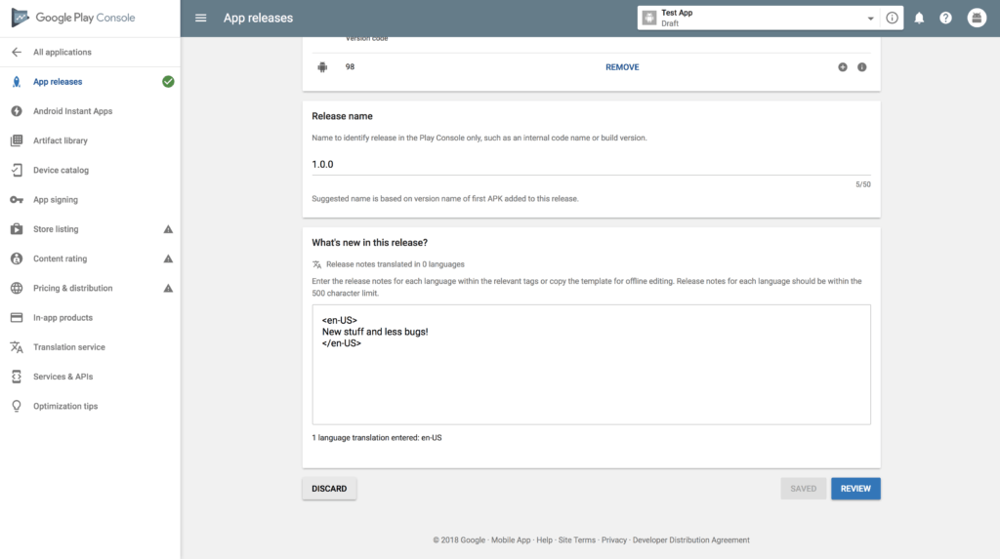 Google Play Console
App releases
Test App
Draft
All applications
App releases
Android Instant Apps
Artifact library
Device catalog
App signing
Store listing
Content rating
Pricing & distribution
In-app products
Translation service
Services & APIs
Optimization tips
Version code
98
REMOVE
Release name
Name to identify release in the Play Console only, such as an internal code name or build version.
1.0.0
5/50
Suggested name is based on version name of first APK added to this release.
What's new in this release?
Release notes translated in 0 languages
Enter the release notes for each language within the relevant tags or copy the template for offline editing. Release notes for each language should be within the
500 character limit.
<en-US>
New stuff and less bugs!
</en-US>
1 language translation entered: en-US
DISCARD
SAVED
REVIEW
© 2018 Google · Mobile App · Help · Site Terms · Privacy · Developer Distribution Agreement